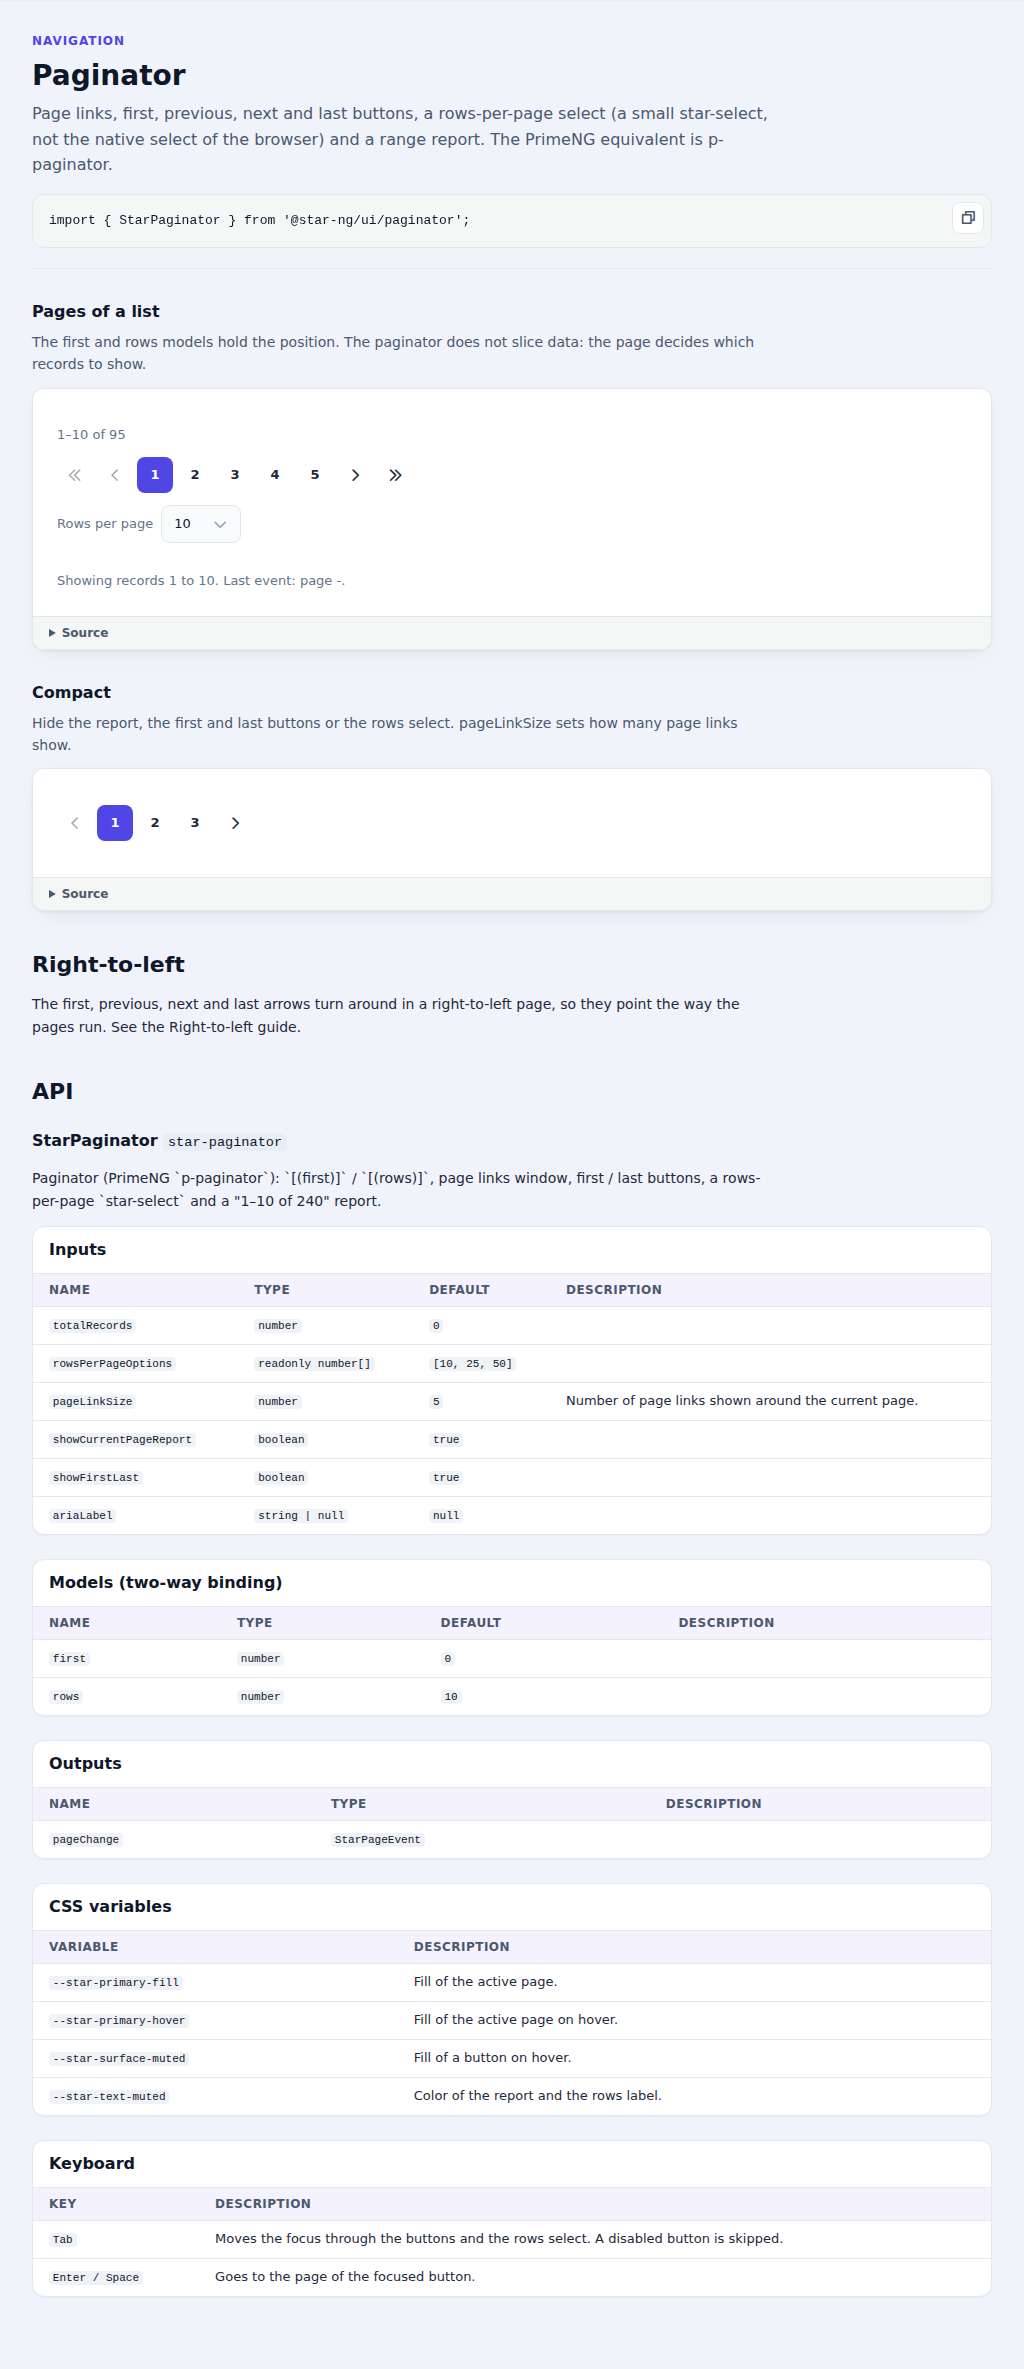 NAVIGATION
Paginator
Page links, first, previous, next and last buttons, a rows-per-page select (a small star-select,
not the native select of the browser) and a range report. The PrimeNG equivalent is p-
paginator.
import { StarPaginator } from '@star-ng/ui/paginator';
Pages of a list
The first and rows models hold the position. The paginator does not slice data: the page decides which
records to show.
1–10 of 95
1 2 3 4 5
Rows per page 10
Showing records 1 to 10. Last event: page -.
Source
Compact
Hide the report, the first and last buttons or the rows select. pageLinkSize sets how many page links
show.
1 2 3
Source
Right-to-left
The first, previous, next and last arrows turn around in a right-to-left page, so they point the way the
pages run. See the Right-to-left guide.
API
StarPaginator star-paginator
Paginator (PrimeNG `p-paginator`): `[(first)]` / `[(rows)]`, page links window, first / last buttons, a rows-
per-page `star-select` and a "1–10 of 240" report.
Inputs
NAME TYPE DEFAULT DESCRIPTION
totalRecords number 0
rowsPerPageOptions readonly number[] [10, 25, 50]
pageLinkSize number 5 Number of page links shown around the current page.
showCurrentPageReport boolean true
showFirstLast boolean true
ariaLabel string | null null
Models (two-way binding)
NAME TYPE DEFAULT DESCRIPTION
first number 0
rows number 10
Outputs
NAME TYPE DESCRIPTION
pageChange StarPageEvent
CSS variables
VARIABLE DESCRIPTION
--star-primary-fill Fill of the active page.
--star-primary-hover Fill of the active page on hover.
--star-surface-muted Fill of a button on hover.
--star-text-muted Color of the report and the rows label.
Keyboard
KEY DESCRIPTION
Tab Moves the focus through the buttons and the rows select. A disabled button is skipped.
Enter / Space Goes to the page of the focused button.